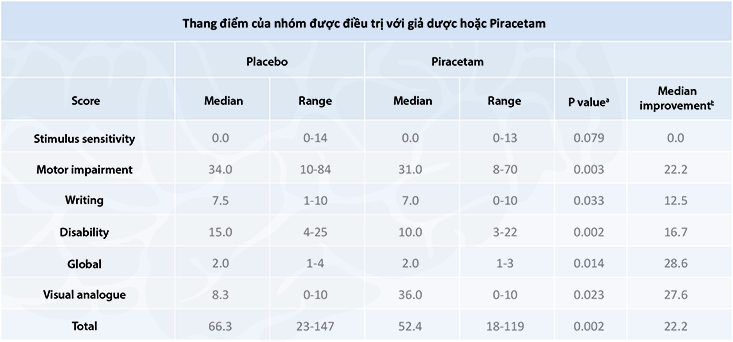 Thang điểm của nhóm được điều trị với giả dược hoặc Piracetam
Placebo Piracetam
Score Median Range Median Range P valueᵃ Median improvementᵗ
Stimulus sensitivity 0.0 0-14 0.0 0-13 0.079 0.0
Motor impairment 34.0 10-84 31.0 8-70 0.003 22.2
Writing 7.5 1-10 7.0 0-10 0.033 12.5
Disability 15.0 4-25 10.0 3-22 0.002 16.7
Global 2.0 1-4 2.0 1-3 0.014 28.6
Visual analogue 8.3 0-10 36.0 0-10 0.023 27.6
Total 66.3 23-147 52.4 18-119 0.002 22.2